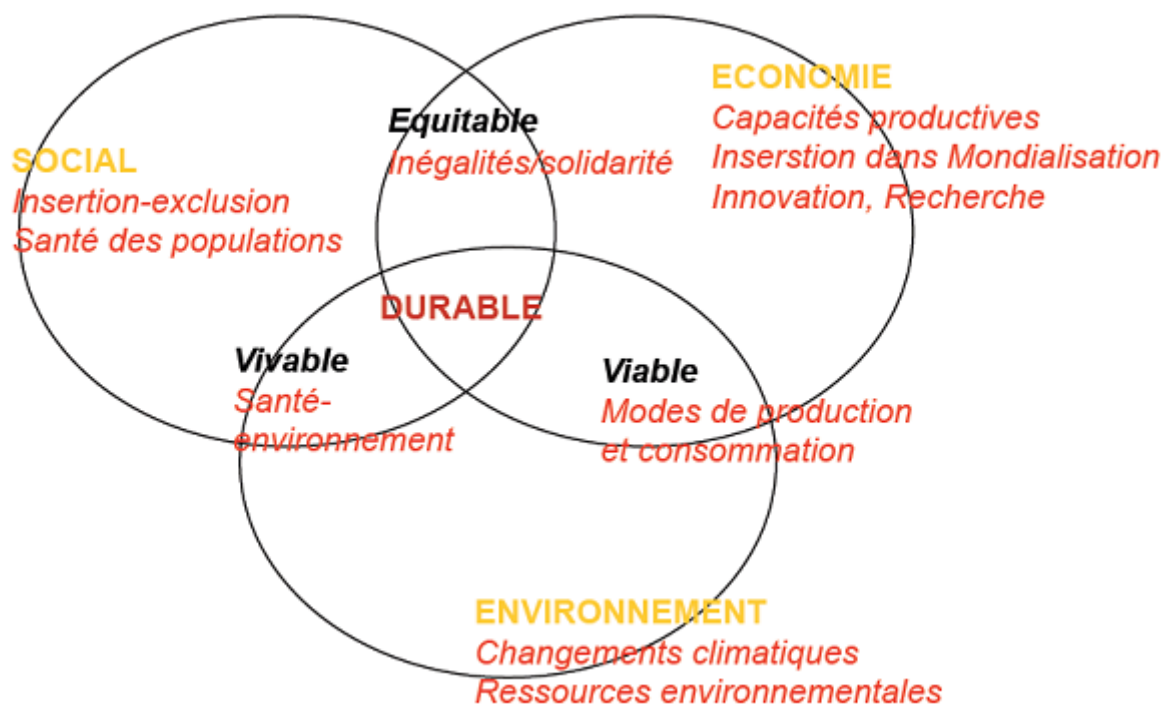 ECONOMIE
Capacités productives
Inserstion dans Mondialisation
Innovation, Recherche
Equitable
Inégalités/solidarité
SOCIAL
Insertion-exclusion
Santé des populations
DURABLE
Vivable
Santé-
environnement
Viable
Modes de production
et consommation
ENVIRONNEMENT
Changements climatiques
Ressources environnementales